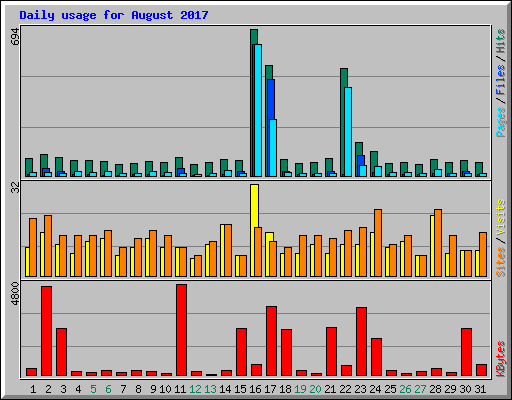 Daily usage for August 2017
694
Pages / Files / Hits
32
Sites / Visits
4800
KBytes
1 2 3 4 5 6 7 8 9 10 11 12 13 14 15 16 17 18 19 20 21 22 23 24 25 26 27 28 29 30 31